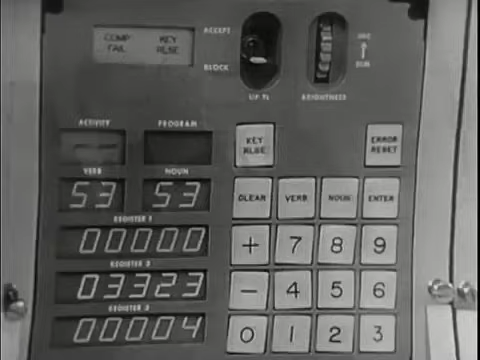 COMP KEY
FAIL RLSE
ACCEPT
BLOCK
INC
DIM
UP TL
BRIGHTNESS
ACTIVITY PROGRAM
KEY RLSE
ERROR RESET
VERB NOUN
53 53
CLEAR VERB NOUN ENTER
REGISTER 1
00000
+ 7 8 9
REGISTER 2
03323
- 4 5 6
REGISTER 3
00004
0 1 2 3